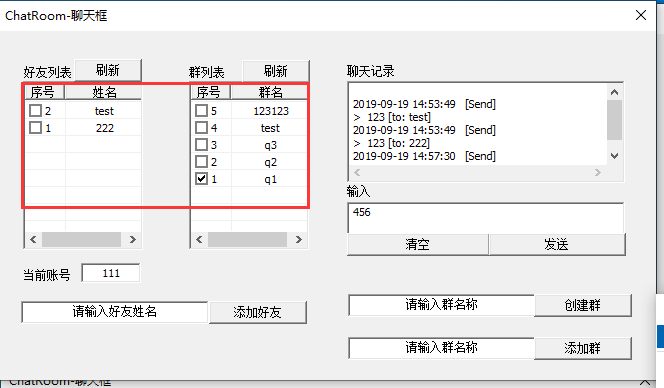 ChatRoom-聊天框
好友列表 刷新
序号 姓名
2 test
1 222
群列表 刷新
序号 群名
5 123123
4 test
3 q3
2 q2
1 q1
聊天记录
2019-09-19 14:53:49 [Send]
> 123 [to: test]
2019-09-19 14:53:49 [Send]
> 123 [to: 222]
2019-09-19 14:57:30 [Send]
输入
456
清空 发送
当前账号 111
请输入好友姓名 添加好友
请输入群名称 创建群
请输入群名称 添加群
ChatRoom-聊天框